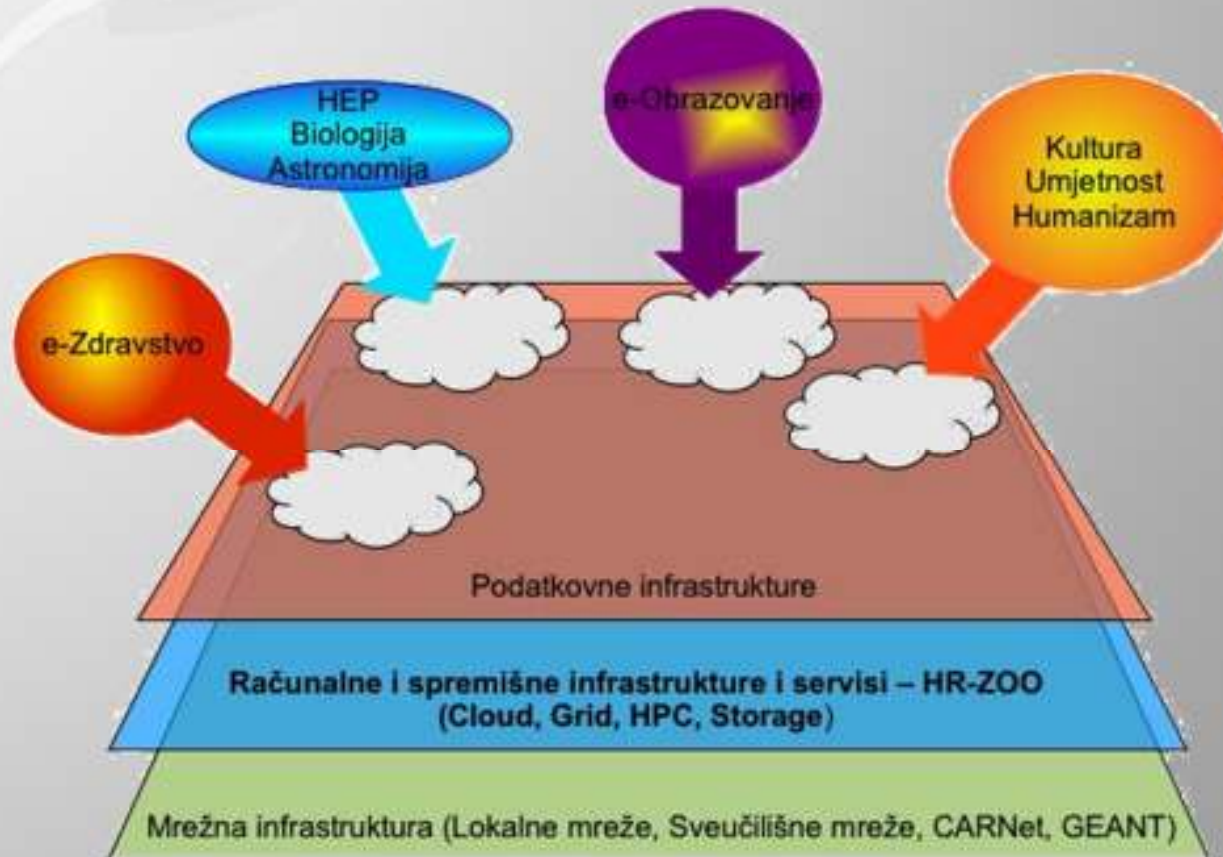 HEP
Biologija
Astronomija
e-Obrazovanje
Kultura
Umjetnost
Humanizam
e-Zdravstvo
Podatkovne infrastrukture
Računalne i spremišne infrastrukture i servisi – HR-ZOO
(Cloud, Grid, HPC, Storage)
Mrežna infrastruktura (Lokalne mreže, Sveučilišne mreže, CARNet, GEANT)